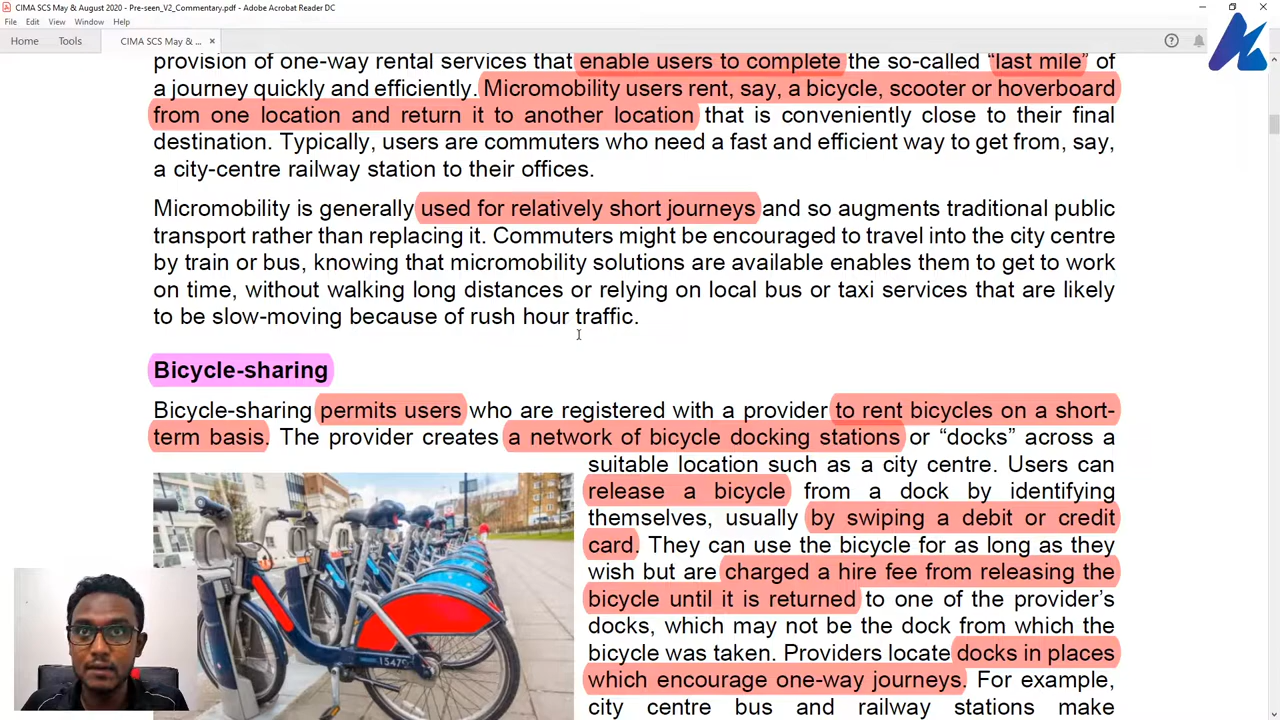 CIMA SCS May & August 2020 - Pre-seen_V2_Commentary.pdf - Adobe Acrobat Reader DC
File Edit View Window Help
Home Tools CIMA SCS May & ... ×
provision of one-way rental services that enable users to complete the so-called “last mile” of
a journey quickly and efficiently. Micromobility users rent, say, a bicycle, scooter or hoverboard
from one location and return it to another location that is conveniently close to their final
destination. Typically, users are commuters who need a fast and efficient way to get from, say,
a city-centre railway station to their offices.
Micromobility is generally used for relatively short journeys and so augments traditional public
transport rather than replacing it. Commuters might be encouraged to travel into the city centre
by train or bus, knowing that micromobility solutions are available enables them to get to work
on time, without walking long distances or relying on local bus or taxi services that are likely
to be slow-moving because of rush hour traffic.
Bicycle-sharing
Bicycle-sharing permits users who are registered with a provider to rent bicycles on a short-
term basis. The provider creates a network of bicycle docking stations or “docks” across a
suitable location such as a city centre. Users can
release a bicycle from a dock by identifying
themselves, usually by swiping a debit or credit
card. They can use the bicycle for as long as they
wish but are charged a hire fee from releasing the
bicycle until it is returned to one of the provider’s
docks, which may not be the dock from which the
bicycle was taken. Providers locate docks in places
which encourage one-way journeys. For example,
city centre bus and railway stations make
15479